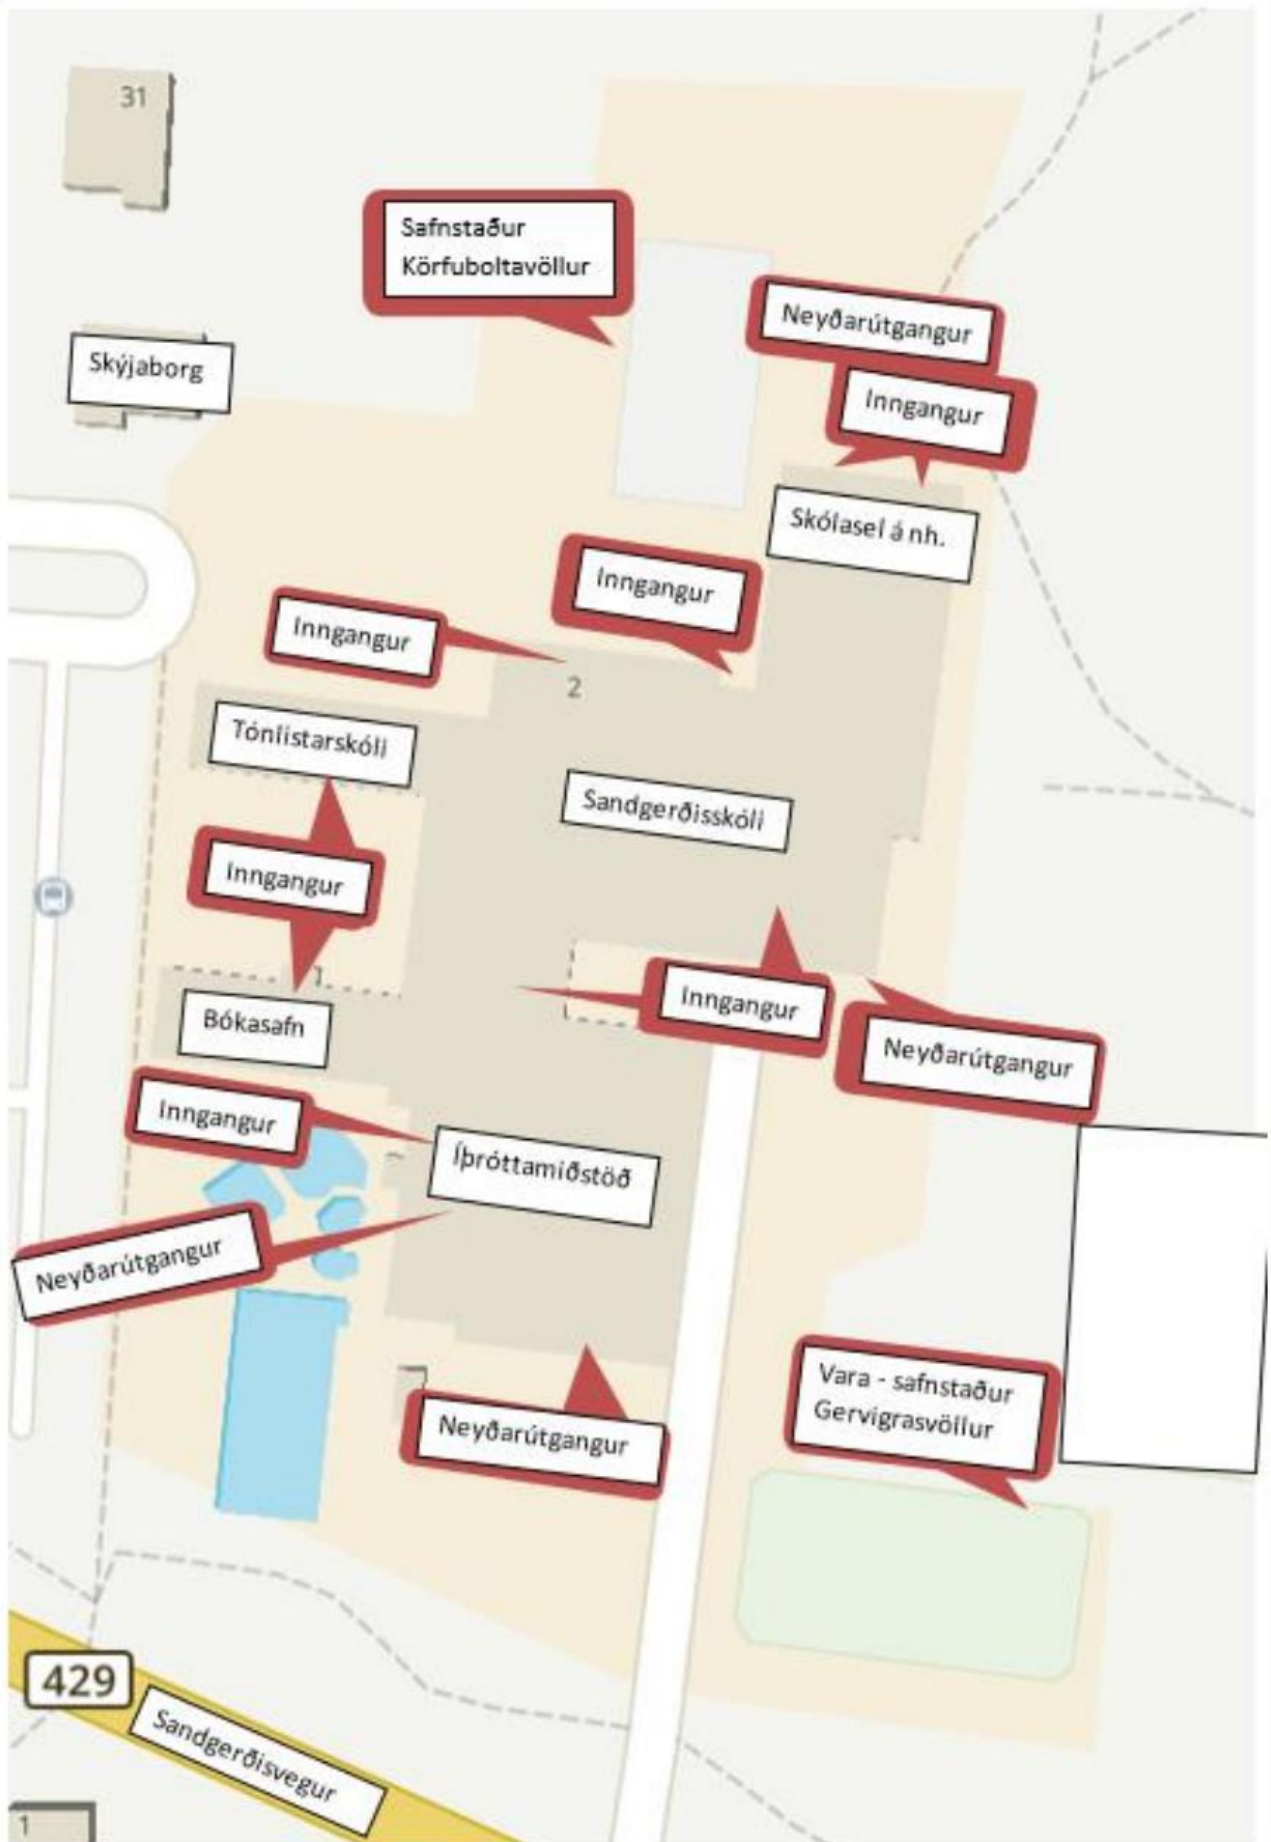 31
Safnstaður
Körfuboltavöllur
Neyðarútgangur
Skýjaborg
Inngangur
Skólasel á nh.
Inngangur
Inngangur
2
Tónlistarskóli
Sandgerðisskóli
Inngangur
Inngangur
Bókasafn
Neyðarútgangur
Inngangur
Íþróttamiðstöð
Neyðarútgangur
Vara - safnstaður
Gervigrasvöllur
Neyðarútgangur
429
Sandgerðisvegur
1